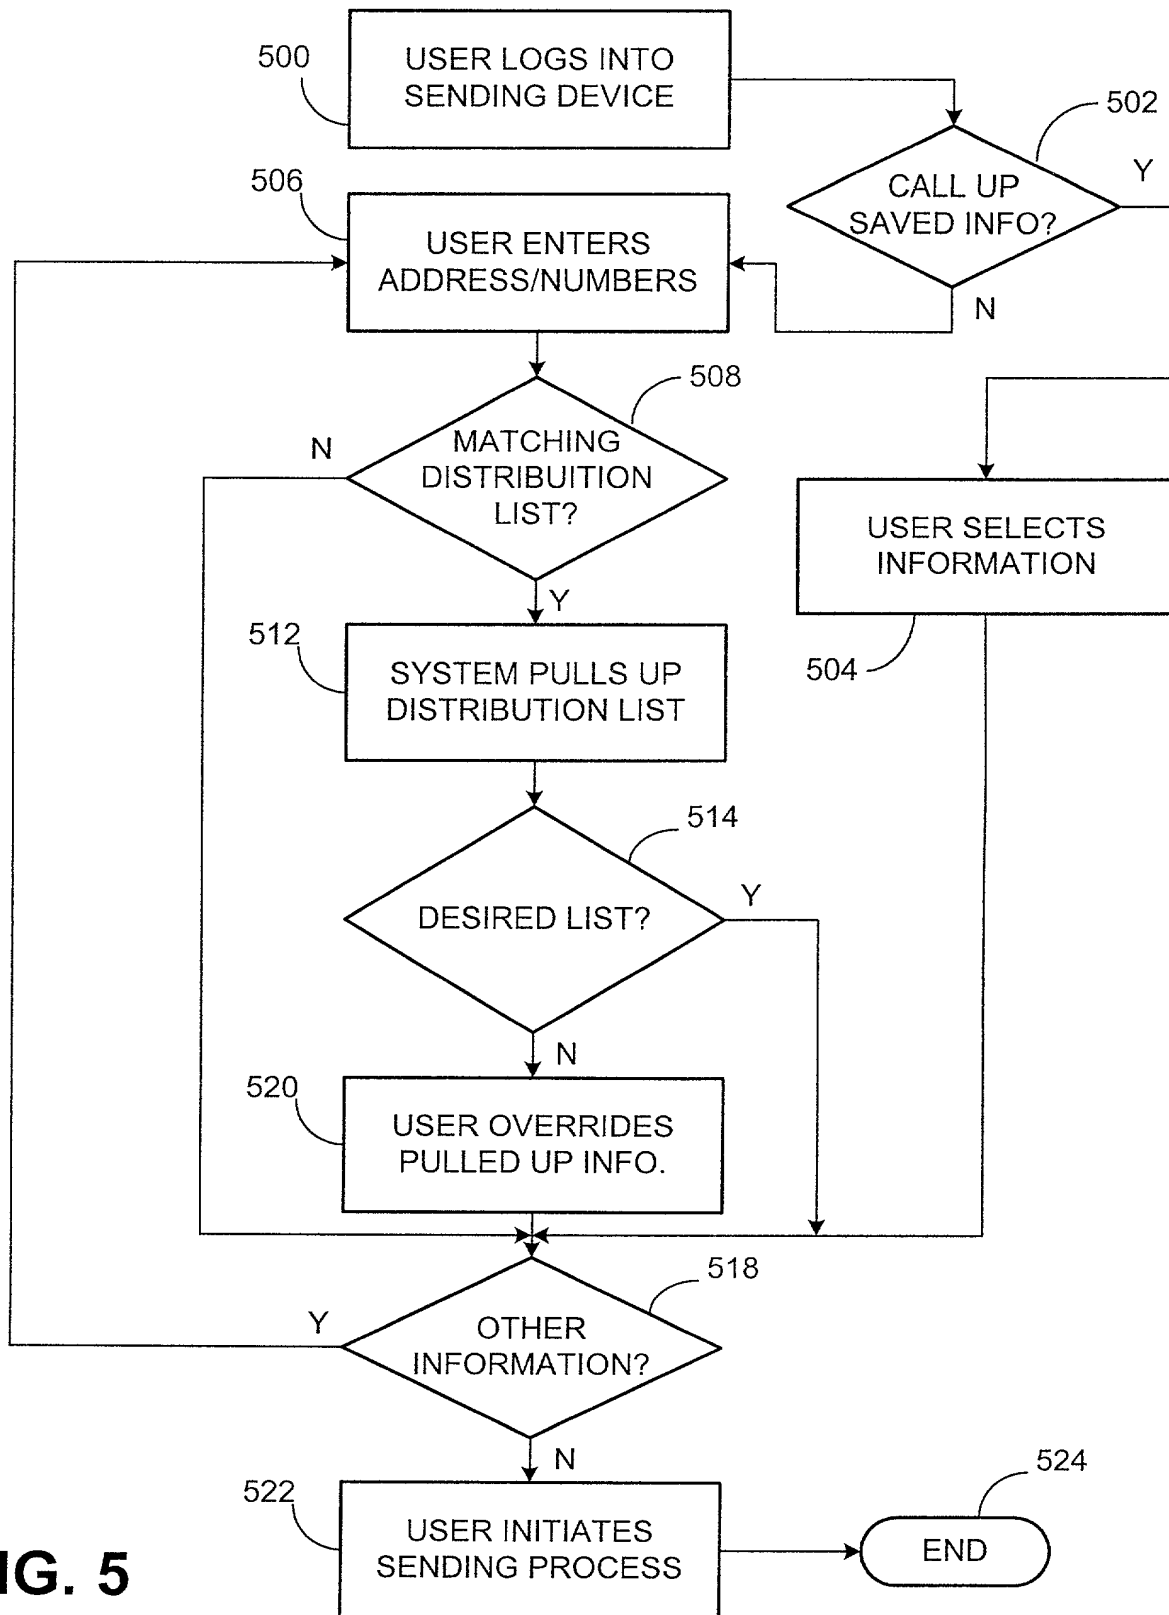 500
USER LOGS INTO
SENDING DEVICE
502
CALL UP
SAVED INFO?
Y
N
506
USER ENTERS
ADDRESS/NUMBERS
508
MATCHING
DISTRIBUITION
LIST?
N
Y
USER SELECTS
INFORMATION
504
512
SYSTEM PULLS UP
DISTRIBUTION LIST
514
DESIRED LIST?
Y
N
520
USER OVERRIDES
PULLED UP INFO.
518
OTHER
INFORMATION?
Y
N
522
USER INITIATES
SENDING PROCESS
524
END
IG. 5